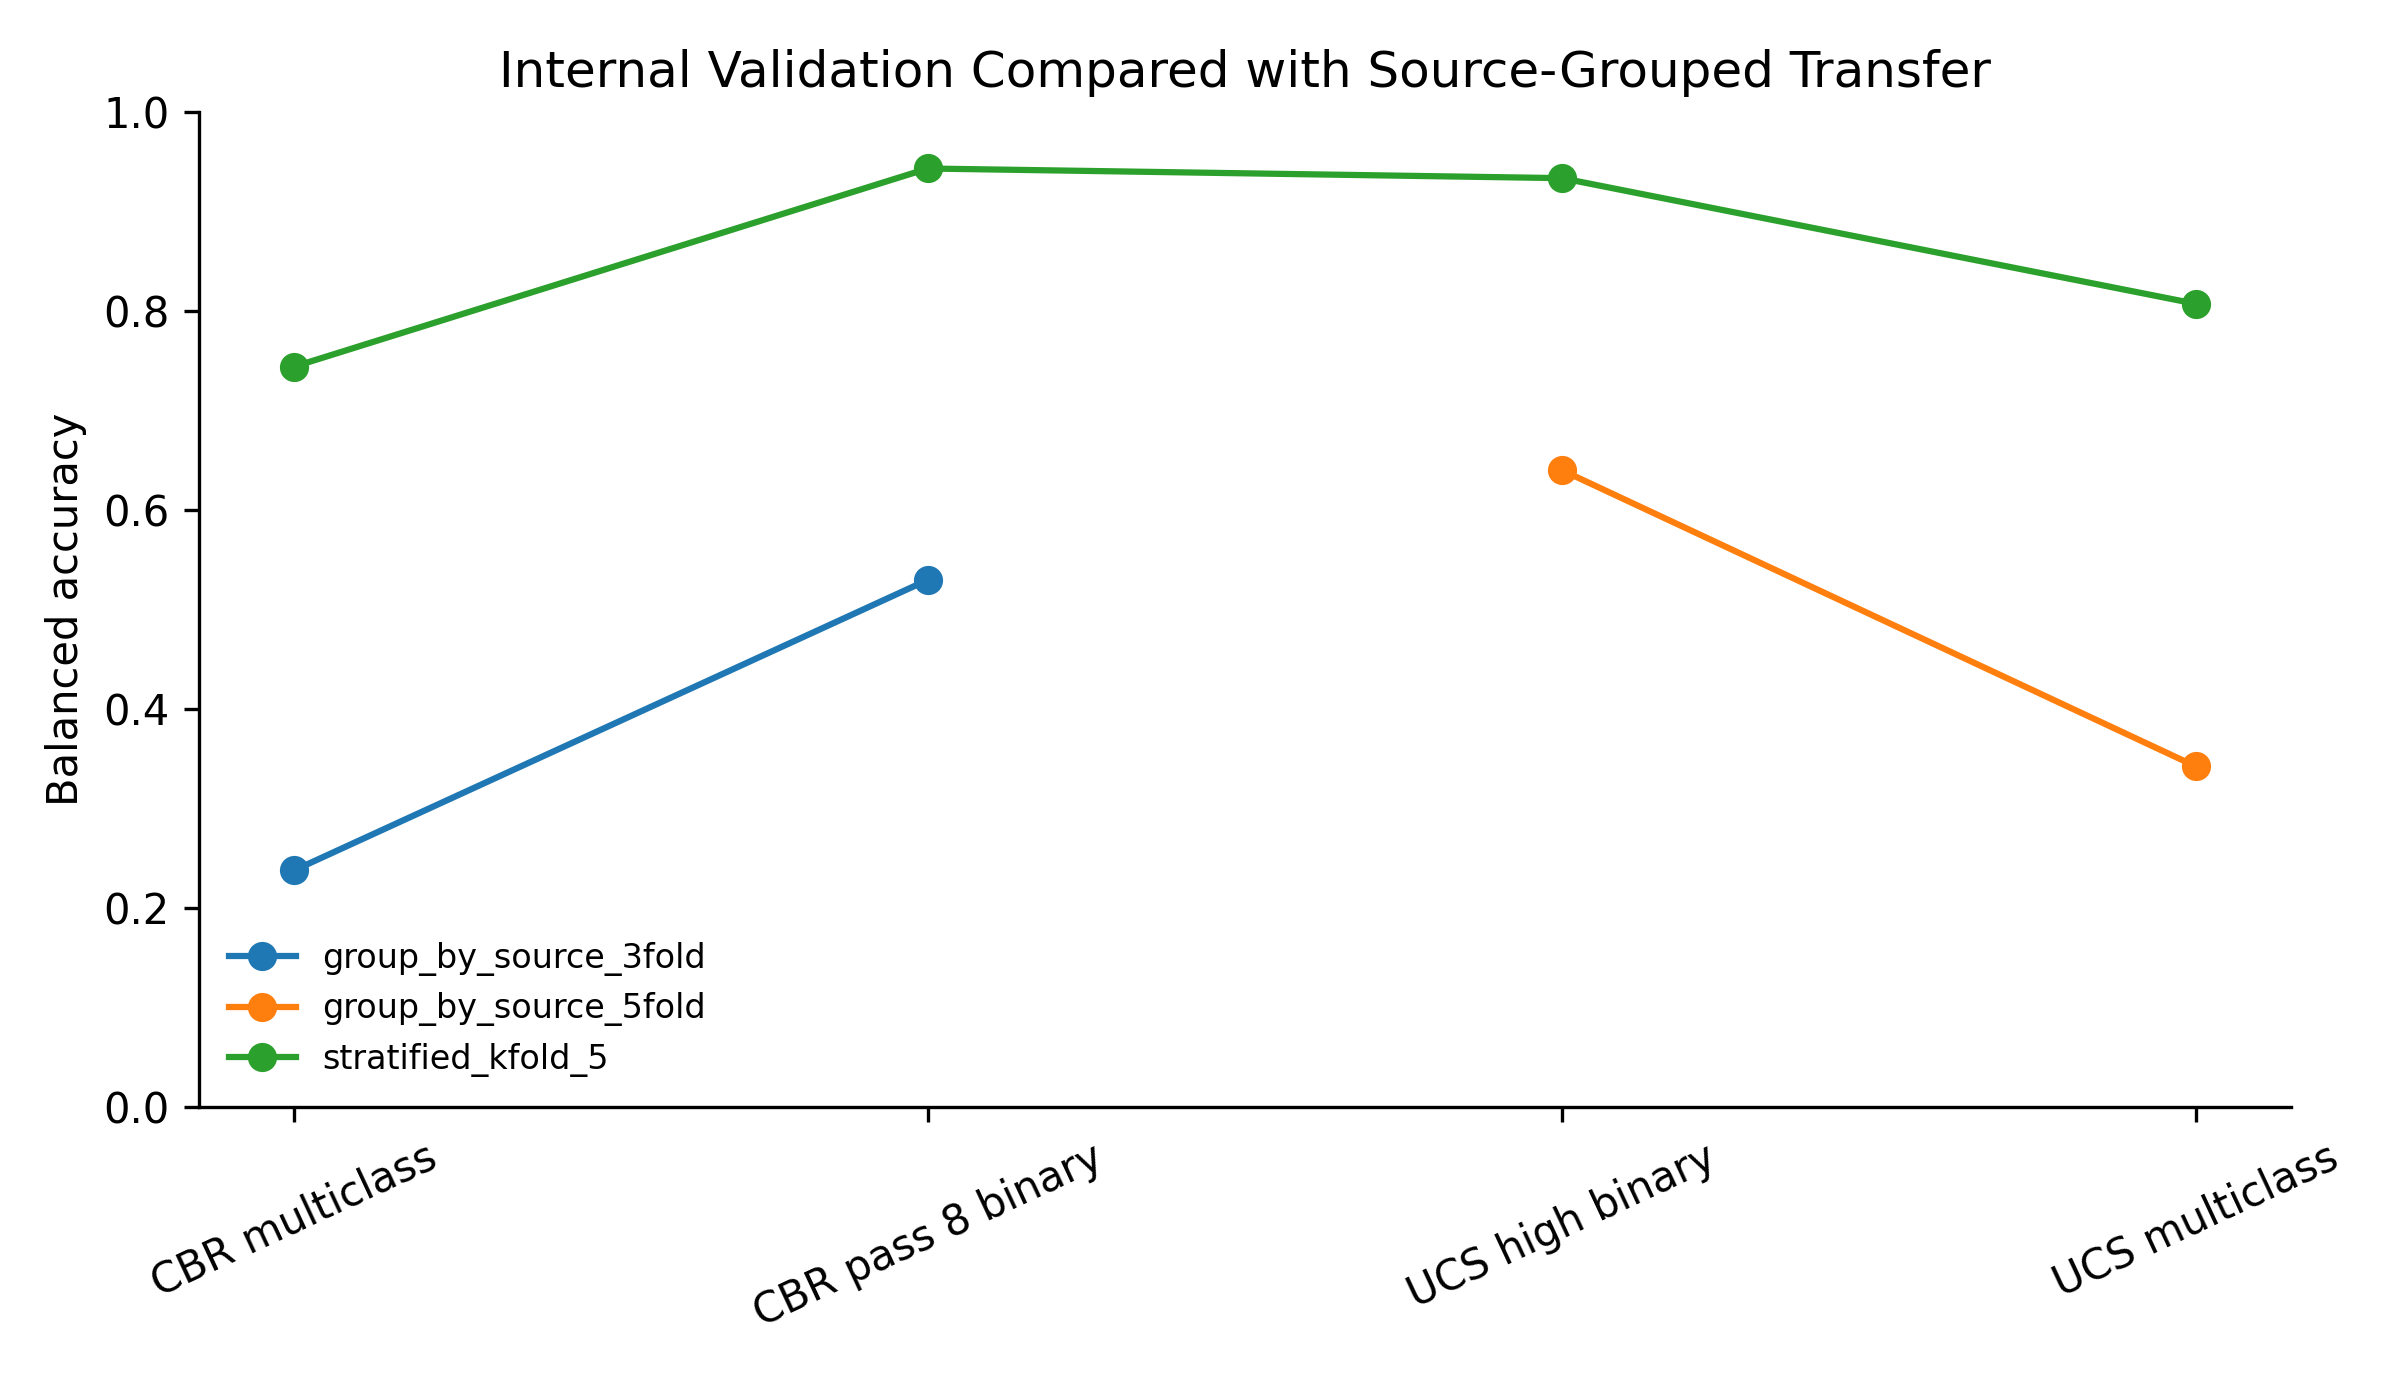 Internal Validation Compared with Source-Grouped Transfer
Balanced accuracy
1.0
0.8
0.6
0.4
0.2
0.0
group_by_source_3fold
group_by_source_5fold
stratified_kfold_5
CBR multiclass
CBR pass 8 binary
UCS high binary
UCS multiclass